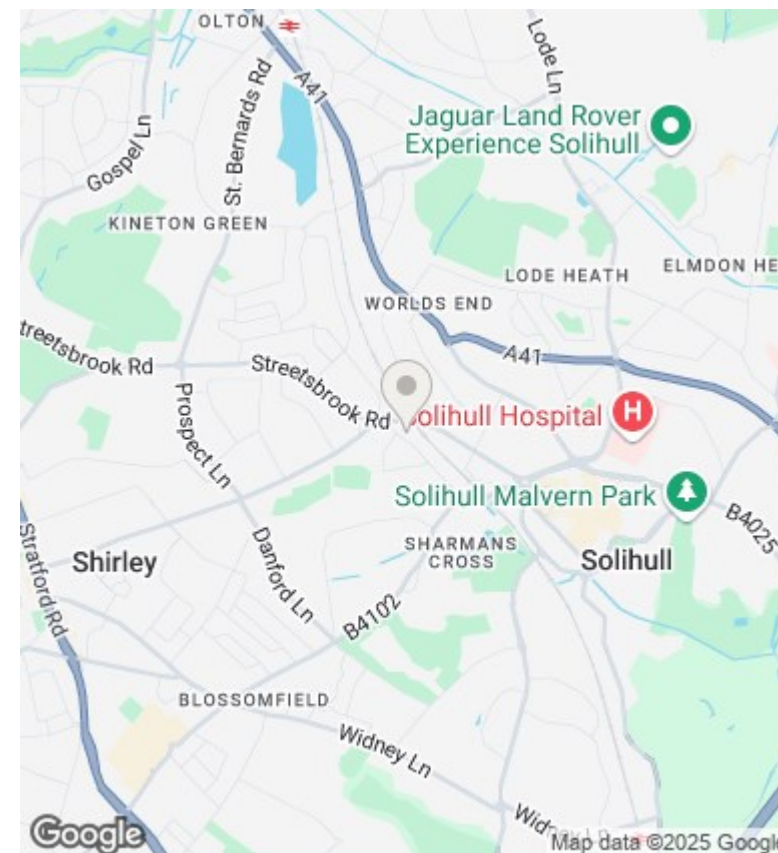 OLTON
A41
Lode Ln
Jaguar Land Rover
Experience Solihull
St. Bernards Rd
Gospel Ln
KINETON GREEN
LODE HEATH
ELMDON HE
WORLDS END
A41
treetsbrook Rd
Streetsbrook Rd
Prospect Ln
Solihull Hospital
H
Solihull Malvern Park
B4025
Stratford Rd
Shirley
Danford Ln
SHARMANS
CROSS
Solihull
B4102
BLOSSOMFIELD
Widney Ln
Widney Ln
Google
Map data ©2025 Google